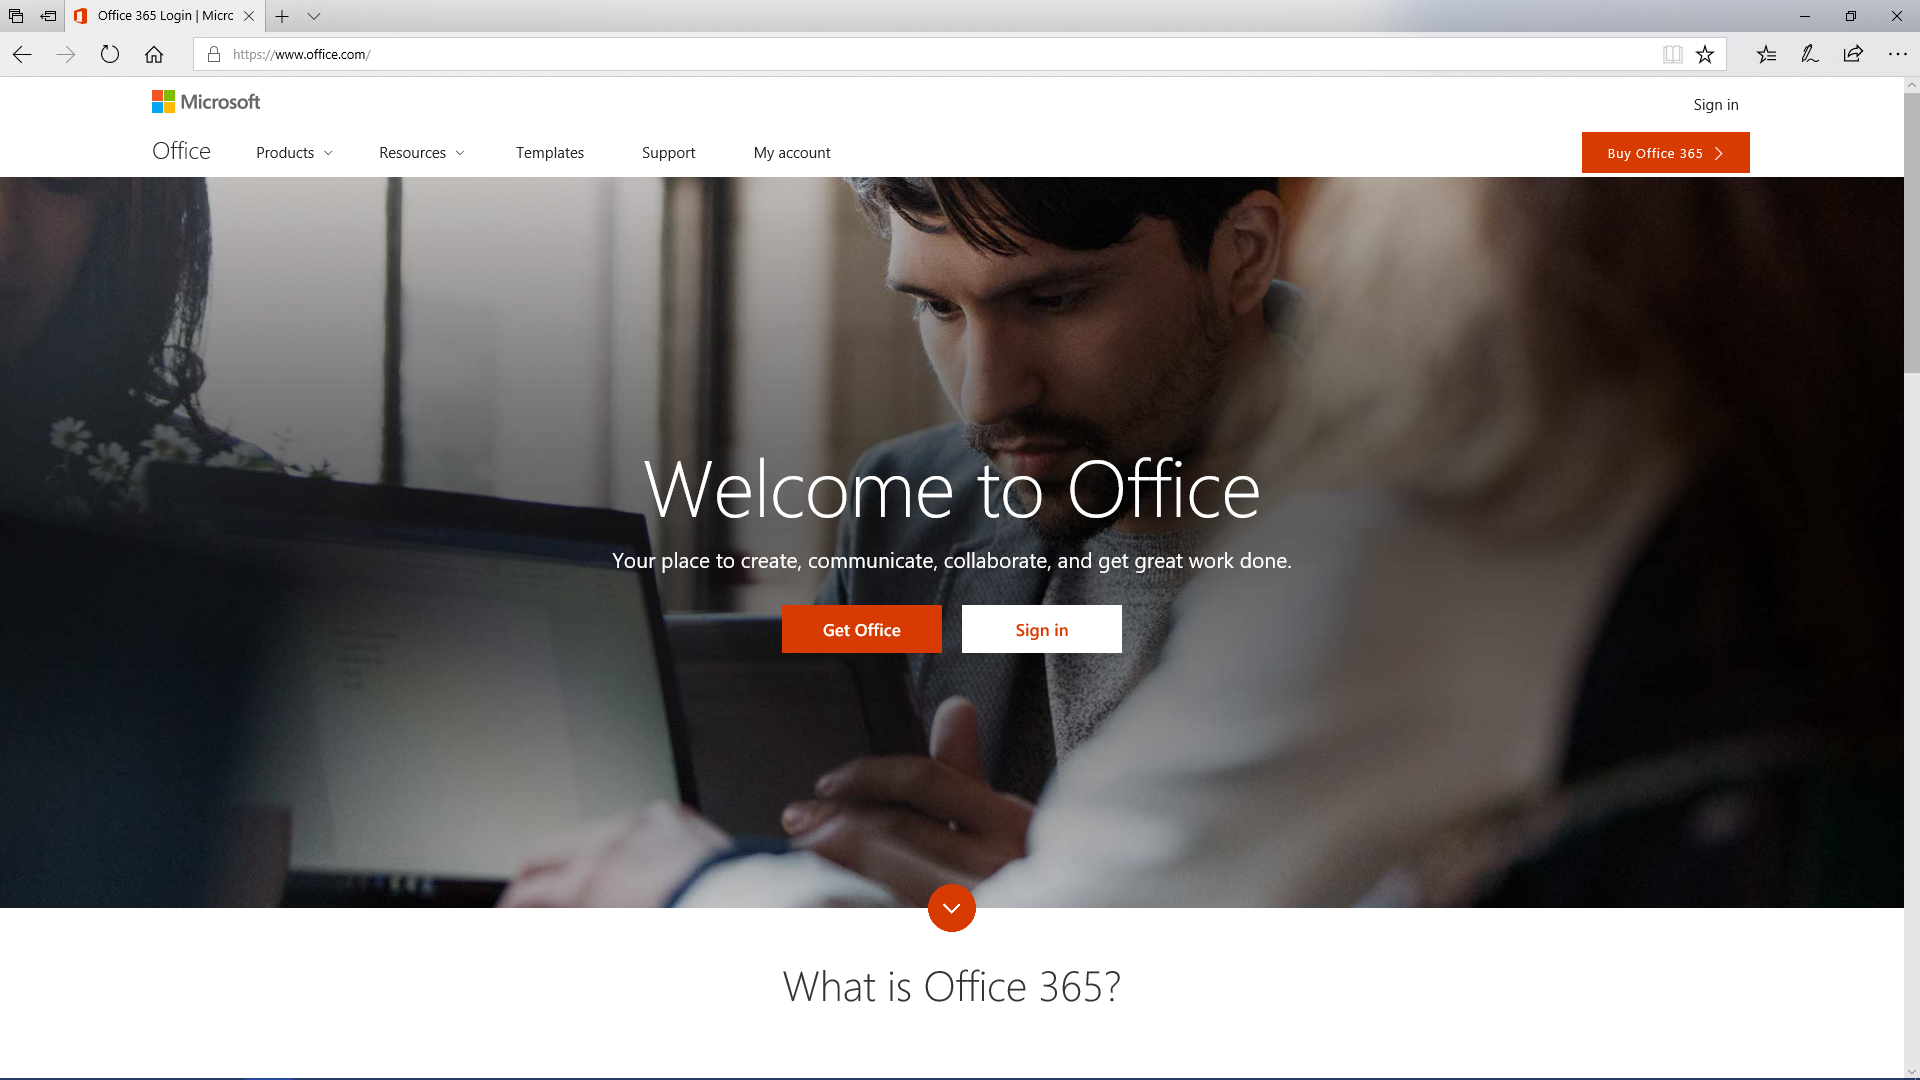 Office 365 Login | Micro
https://www.office.com/
Microsoft
Sign in
Office
Products
Resources
Templates
Support
My account
Buy Office 365
Welcome to Office
Your place to create, communicate, collaborate, and get great work done.
Get Office
Sign in
What is Office 365?